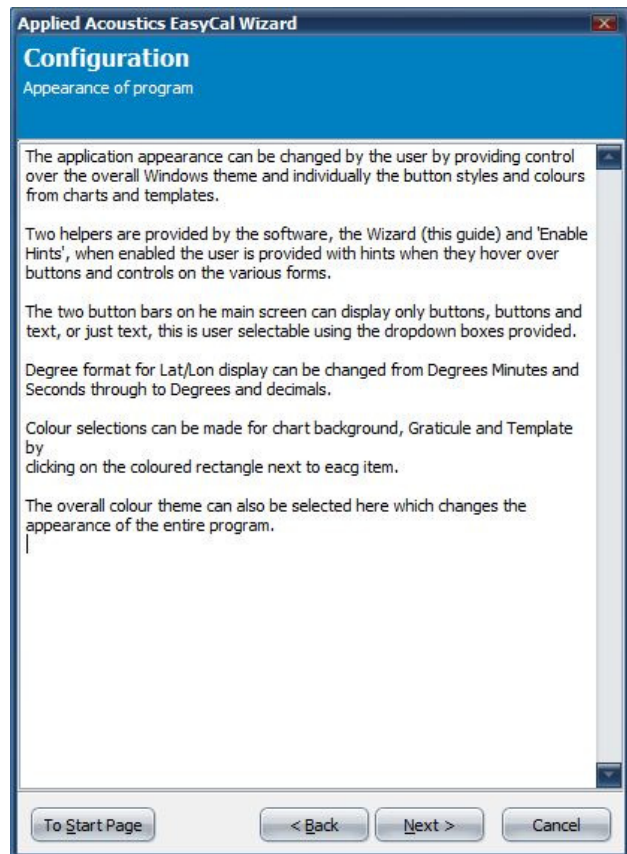 Applied Acoustics EasyCal Wizard
Configuration
Appearance of program
The application appearance can be changed by the user by providing control
over the overall Windows theme and individually the button styles and colours
from charts and templates.
Two helpers are provided by the software, the Wizard (this guide) and 'Enable
Hints', when enabled the user is provided with hints when they hover over
buttons and controls on the various forms.
The two button bars on he main screen can display only buttons, buttons and
text, or just text, this is user selectable using the dropdown boxes provided.
Degree format for Lat/Lon display can be changed from Degrees Minutes and
Seconds through to Degrees and decimals.
Colour selections can be made for chart background, Graticule and Template
by
clicking on the coloured rectangle next to eacg item.
The overall colour theme can also be selected here which changes the
appearance of the entire program.
To Start Page
< Back
Next >
Cancel